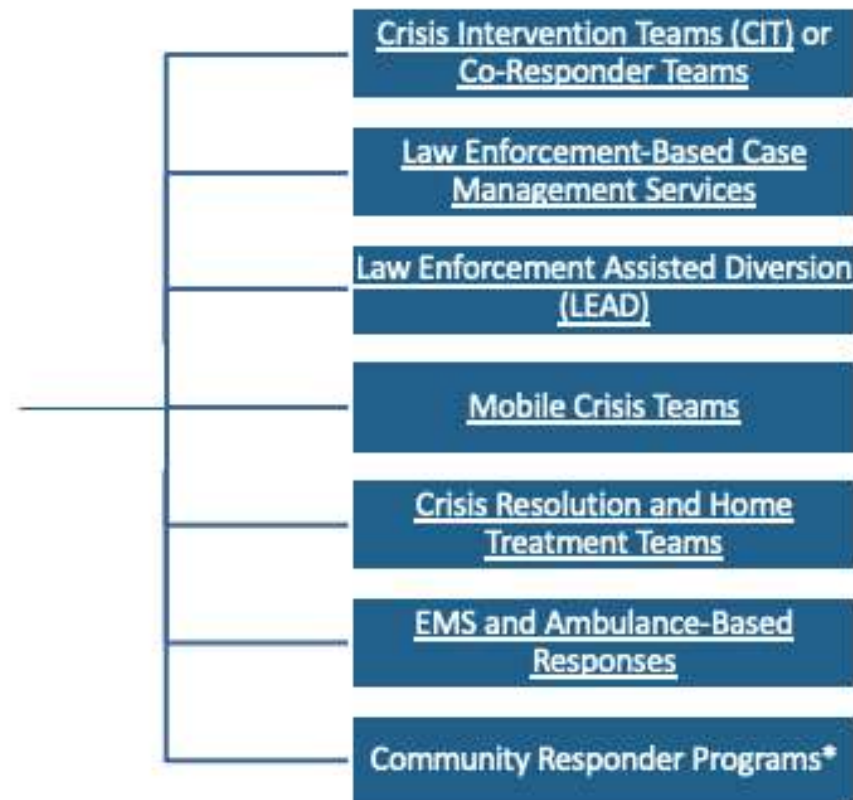 Crisis Intervention Teams (CIT) or
Co-Responder Teams
Law Enforcement-Based Case
Management Services
Law Enforcement Assisted Diversion
(LEAD)
Mobile Crisis Teams
Crisis Resolution and Home
Treatment Teams
EMS and Ambulance-Based
Responses
Community Responder Programs*